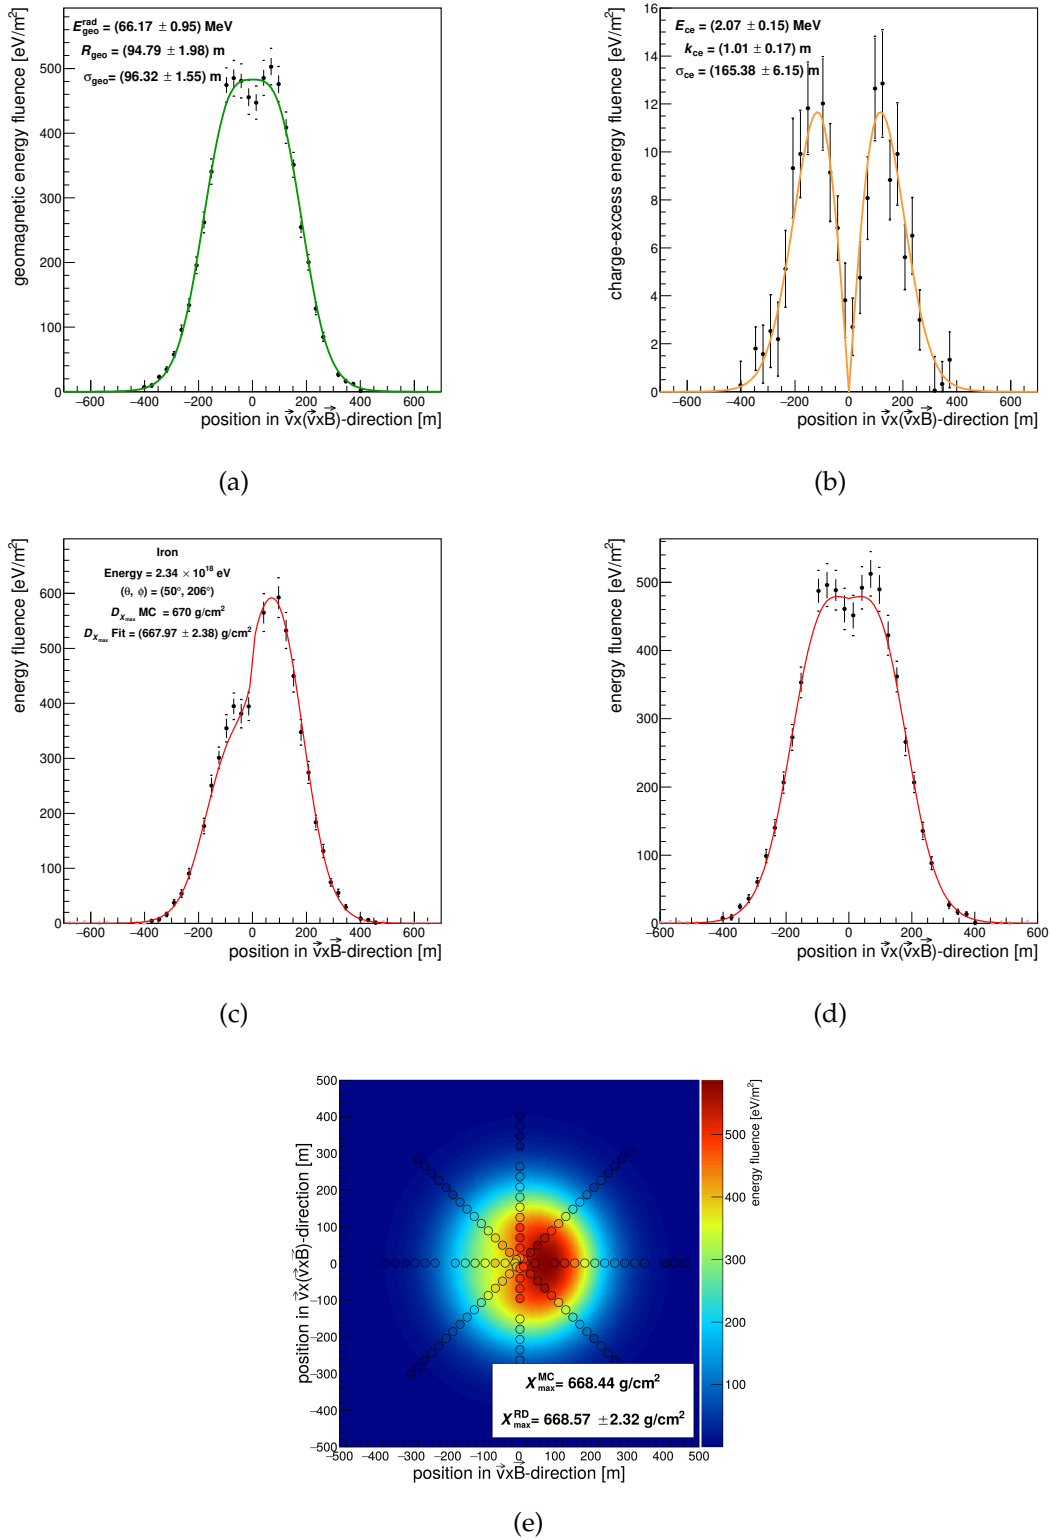 E^rad_geo = (66.17 ± 0.95) MeV
R_geo = (94.79 ± 1.98) m
σ_geo = (96.32 ± 1.55) m
geomagnetic energy fluence [eV/m²]
500
400
300
200
100
0
−600 −400 −200 0 200 400 600
position in v⃗x(v⃗xB⃗)-direction [m]
(a)
E_ce = (2.07 ± 0.15) MeV
k_ce = (1.01 ± 0.17) m
σ_ce = (165.38 ± 6.15) m
charge-excess energy fluence [eV/m²]
16
14
12
10
8
6
4
2
0
−600 −400 −200 0 200 400 600
position in v⃗x(v⃗xB⃗)-direction [m]
(b)
Iron
Energy = 2.34 × 10¹⁸ eV
(θ, ϕ) = (50°, 206°)
D_Xmax MC = 670 g/cm²
D_Xmax Fit = (667.97 ± 2.38) g/cm²
energy fluence [eV/m²]
600
500
400
300
200
100
0
−600 −400 −200 0 200 400 600
position in v⃗xB⃗-direction [m]
(c)
energy fluence [eV/m²]
500
400
300
200
100
0
−600 −400 −200 0 200 400 600
position in v⃗x(v⃗xB⃗)-direction [m]
(d)
position in v⃗x(v⃗xB⃗)-direction [m]
500
400
300
200
100
0
−100
−200
−300
−400
−500
−500 −400 −300 −200 −100 0 100 200 300 400 500
position in v⃗xB⃗-direction [m]
X^MC_max = 668.44 g/cm²
X^RD_max = 668.57 ±2.32 g/cm²
energy fluence [eV/m²]
500
400
300
200
100
(e)